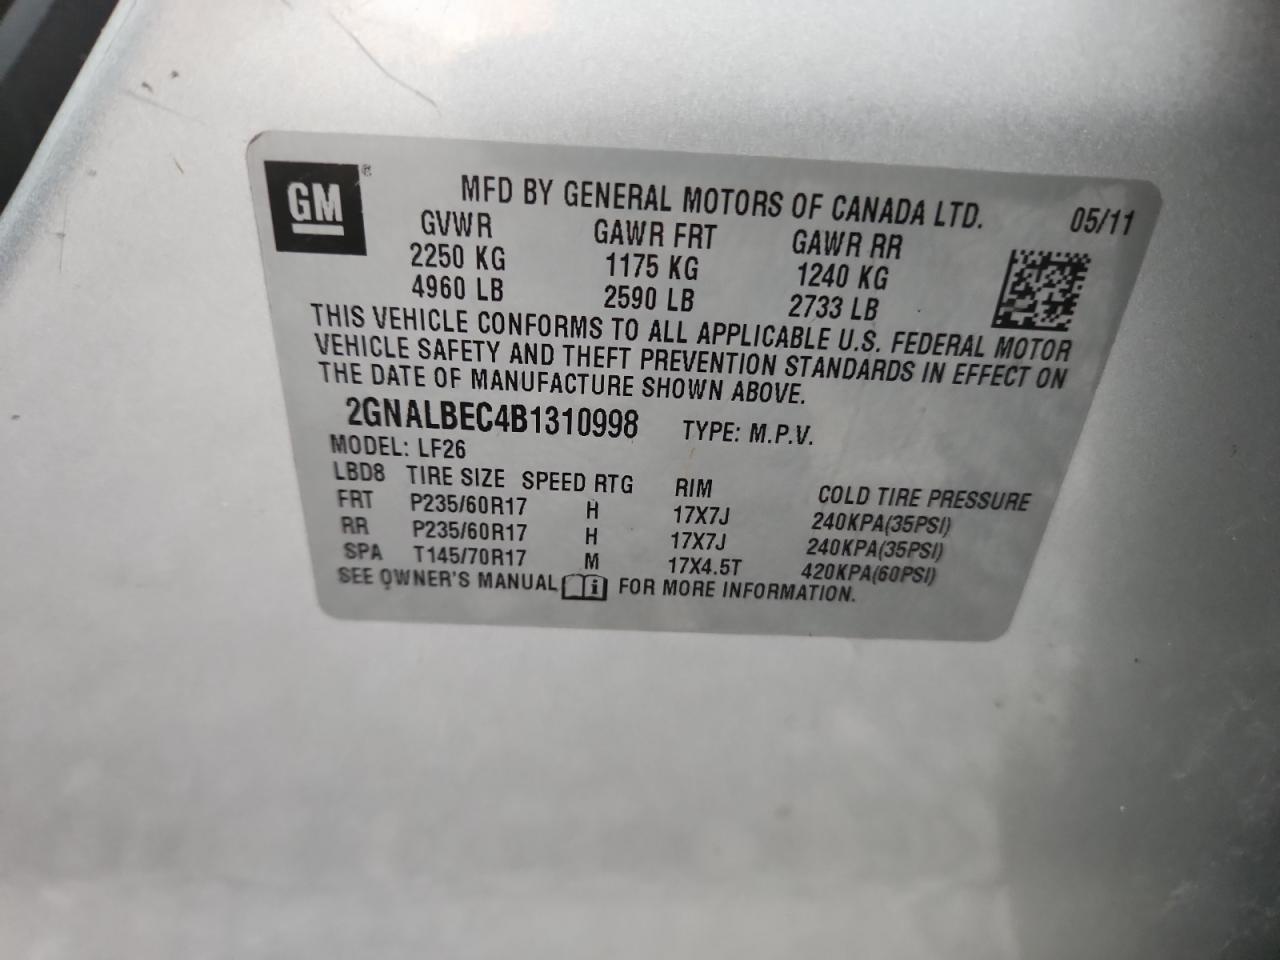 GM ®
MFD BY GENERAL MOTORS OF CANADA LTD. 05/11
GVWR GAWR FRT GAWR RR
2250 KG 1175 KG 1240 KG
4960 LB 2590 LB 2733 LB
THIS VEHICLE CONFORMS TO ALL APPLICABLE U.S. FEDERAL MOTOR
VEHICLE SAFETY AND THEFT PREVENTION STANDARDS IN EFFECT ON
THE DATE OF MANUFACTURE SHOWN ABOVE.
2GNALBEC4B1310998 TYPE: M.P.V.
MODEL: LF26
LBD8 TIRE SIZE SPEED RTG RIM COLD TIRE PRESSURE
FRT P235/60R17 H 17X7J 240KPA(35PSI)
RR P235/60R17 H 17X7J 240KPA(35PSI)
SPA T145/70R17 M 17X4.5T 420KPA(60PSI)
SEE OWNER'S MANUAL i FOR MORE INFORMATION.